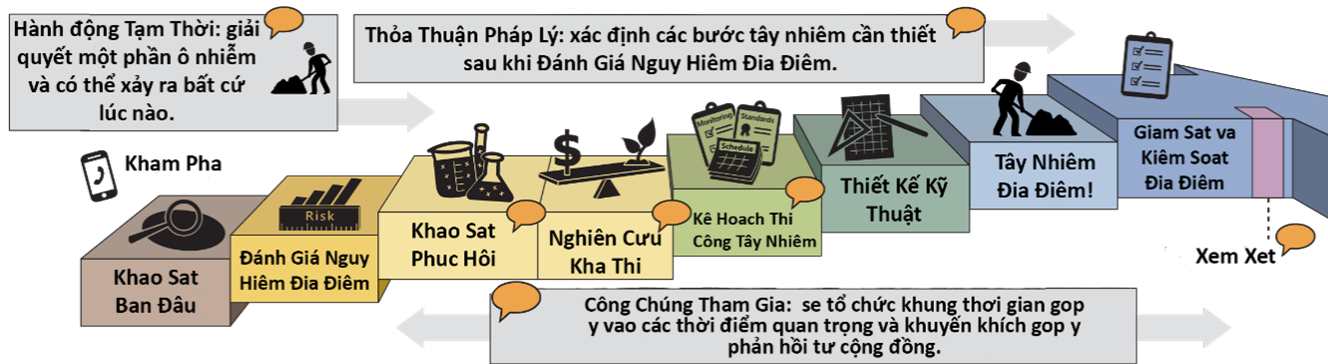 Hành động Tạm Thời: giải
quyết một phần ô nhiễm
và có thể xảy ra bất cứ
lúc nào.
Thỏa Thuận Pháp Lý: xác định các bước tây nhiêm cần thiết
sau khi Đánh Giá Nguy Hiêm Đia Điêm.
Kham Pha
Khao Sat
Ban Đâu
Risk
Đánh Giá Nguy
Hiêm Đia Điêm
Khao Sat
Phuc Hôi
$
Nghiên Cưu
Kha Thi
Monitoring
Standards
Schedule
Kê Hoach Thi
Công Tây Nhiêm
Thiết Kế Kỹ
Thuật
Tây Nhiêm
Đia Điêm!
Giam Sat va
Kiêm Soat
Đia Điêm
Xem Xet
Công Chúng Tham Gia: se tổ chức khung thơi gian gop
y vao các thời điểm quan trọng và khuyến khích gop y
phản hồi tư cộng đồng.